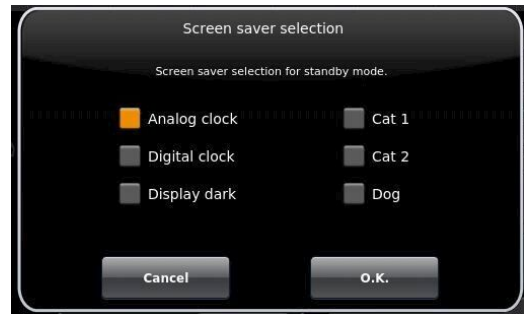 Screen saver selection
Screen saver selection for standby mode.
Analog clock
Cat 1
Digital clock
Cat 2
Display dark
Dog
Cancel
O.K.